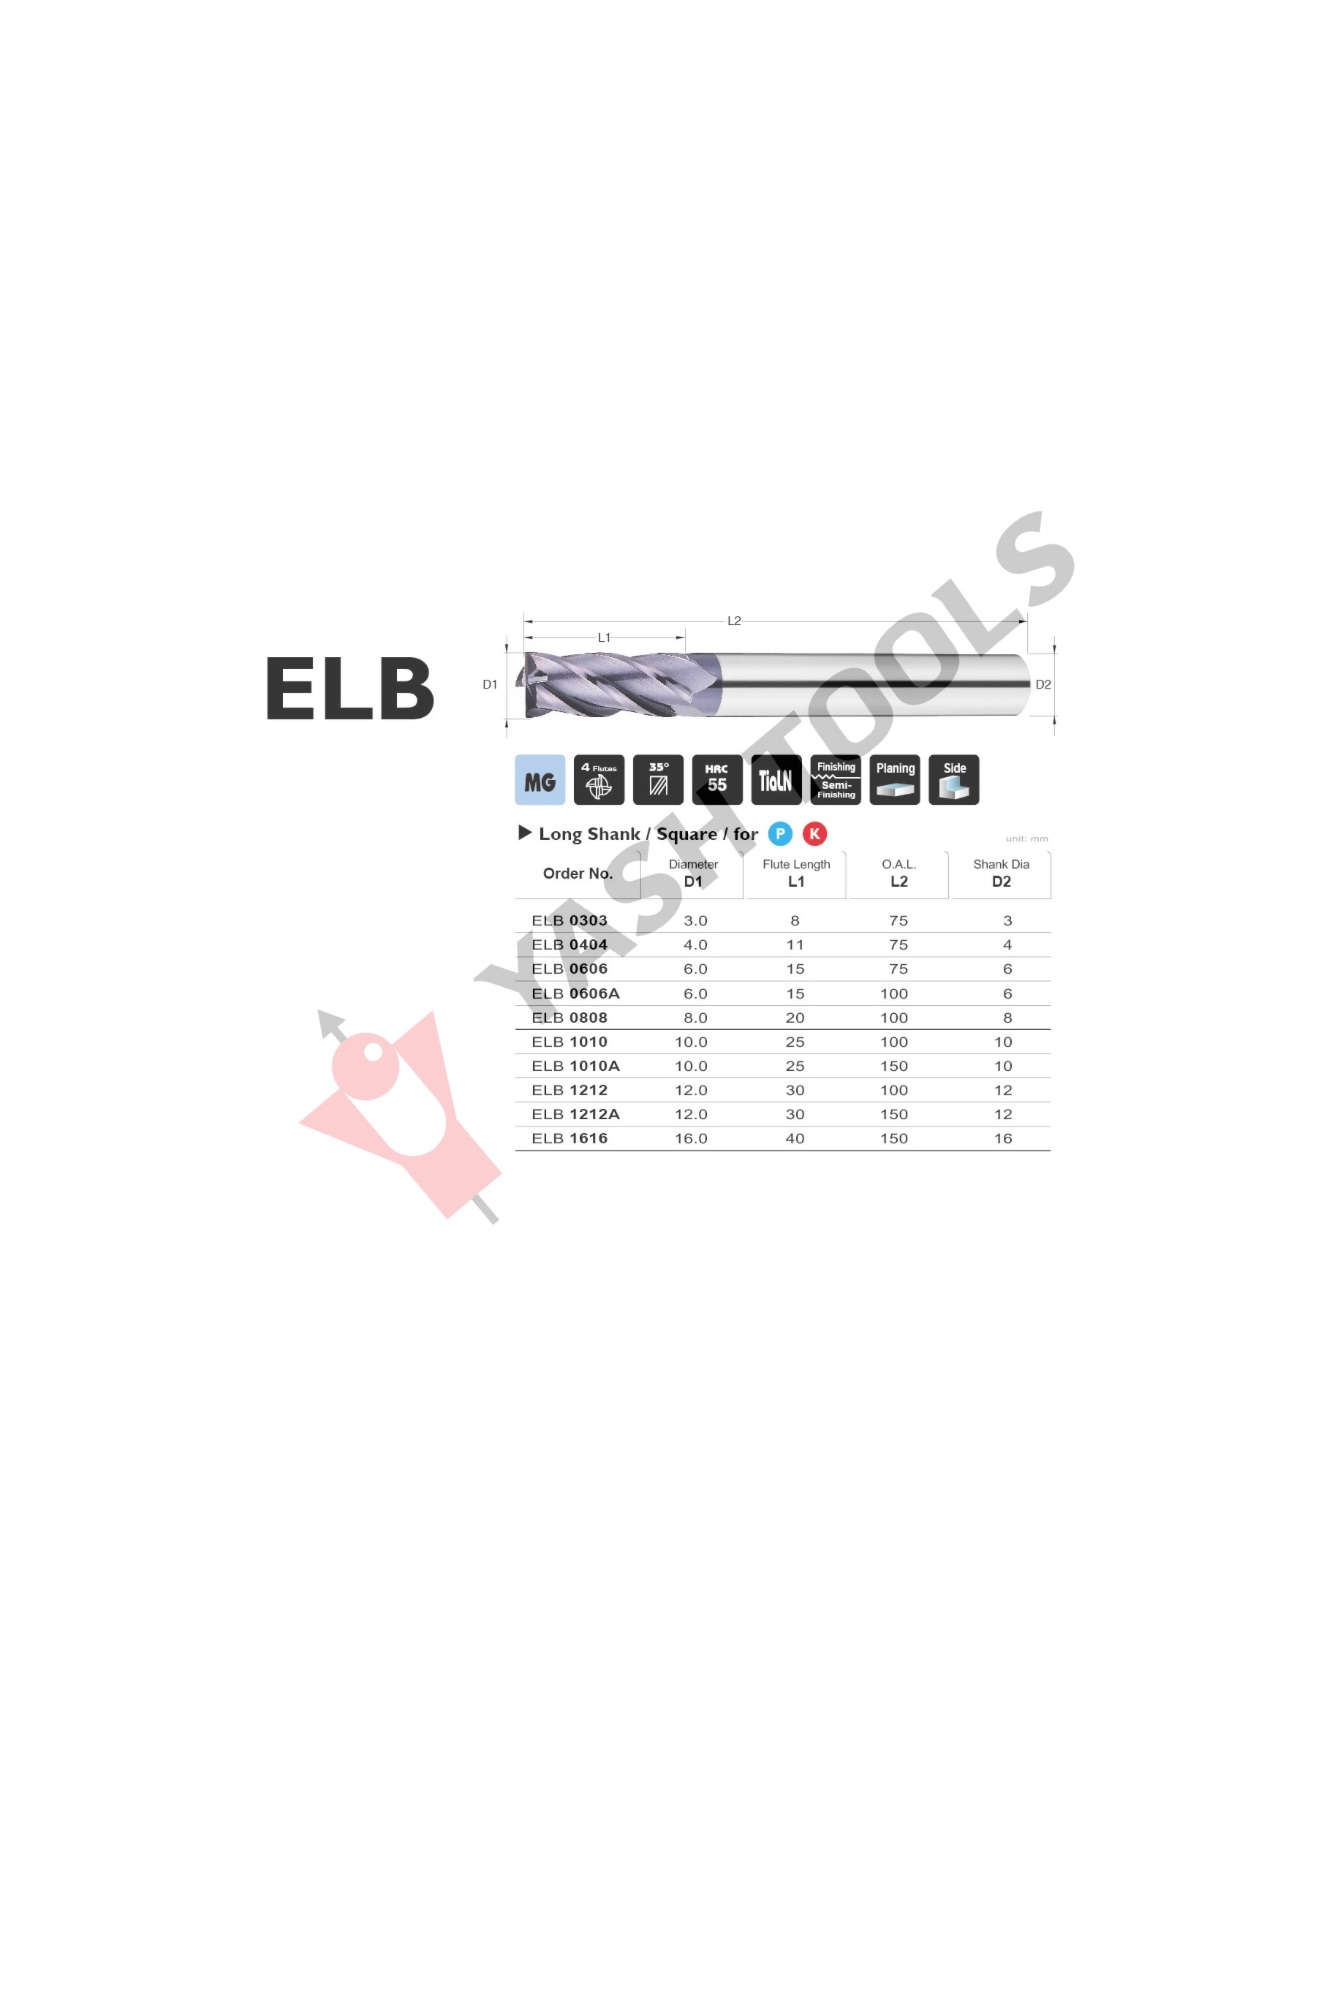 L2
L1
ELB
D1
D2
MG
4 Flutes
35°
HRC
55
TiaLN
Finishing
Semi-
Finishing
Planing
Side
▶ Long Shank / Square / for P K
unit: mm
Order No. Diameter D1 Flute Length L1 O.A.L. L2 Shank Dia D2
ELB 0303 3.0 8 75 3
ELB 0404 4.0 11 75 4
ELB 0606 6.0 15 75 6
ELB 0606A 6.0 15 100 6
ELB 0808 8.0 20 100 8
ELB 1010 10.0 25 100 10
ELB 1010A 10.0 25 150 10
ELB 1212 12.0 30 100 12
ELB 1212A 12.0 30 150 12
ELB 1616 16.0 40 150 16
YASH TOOLS